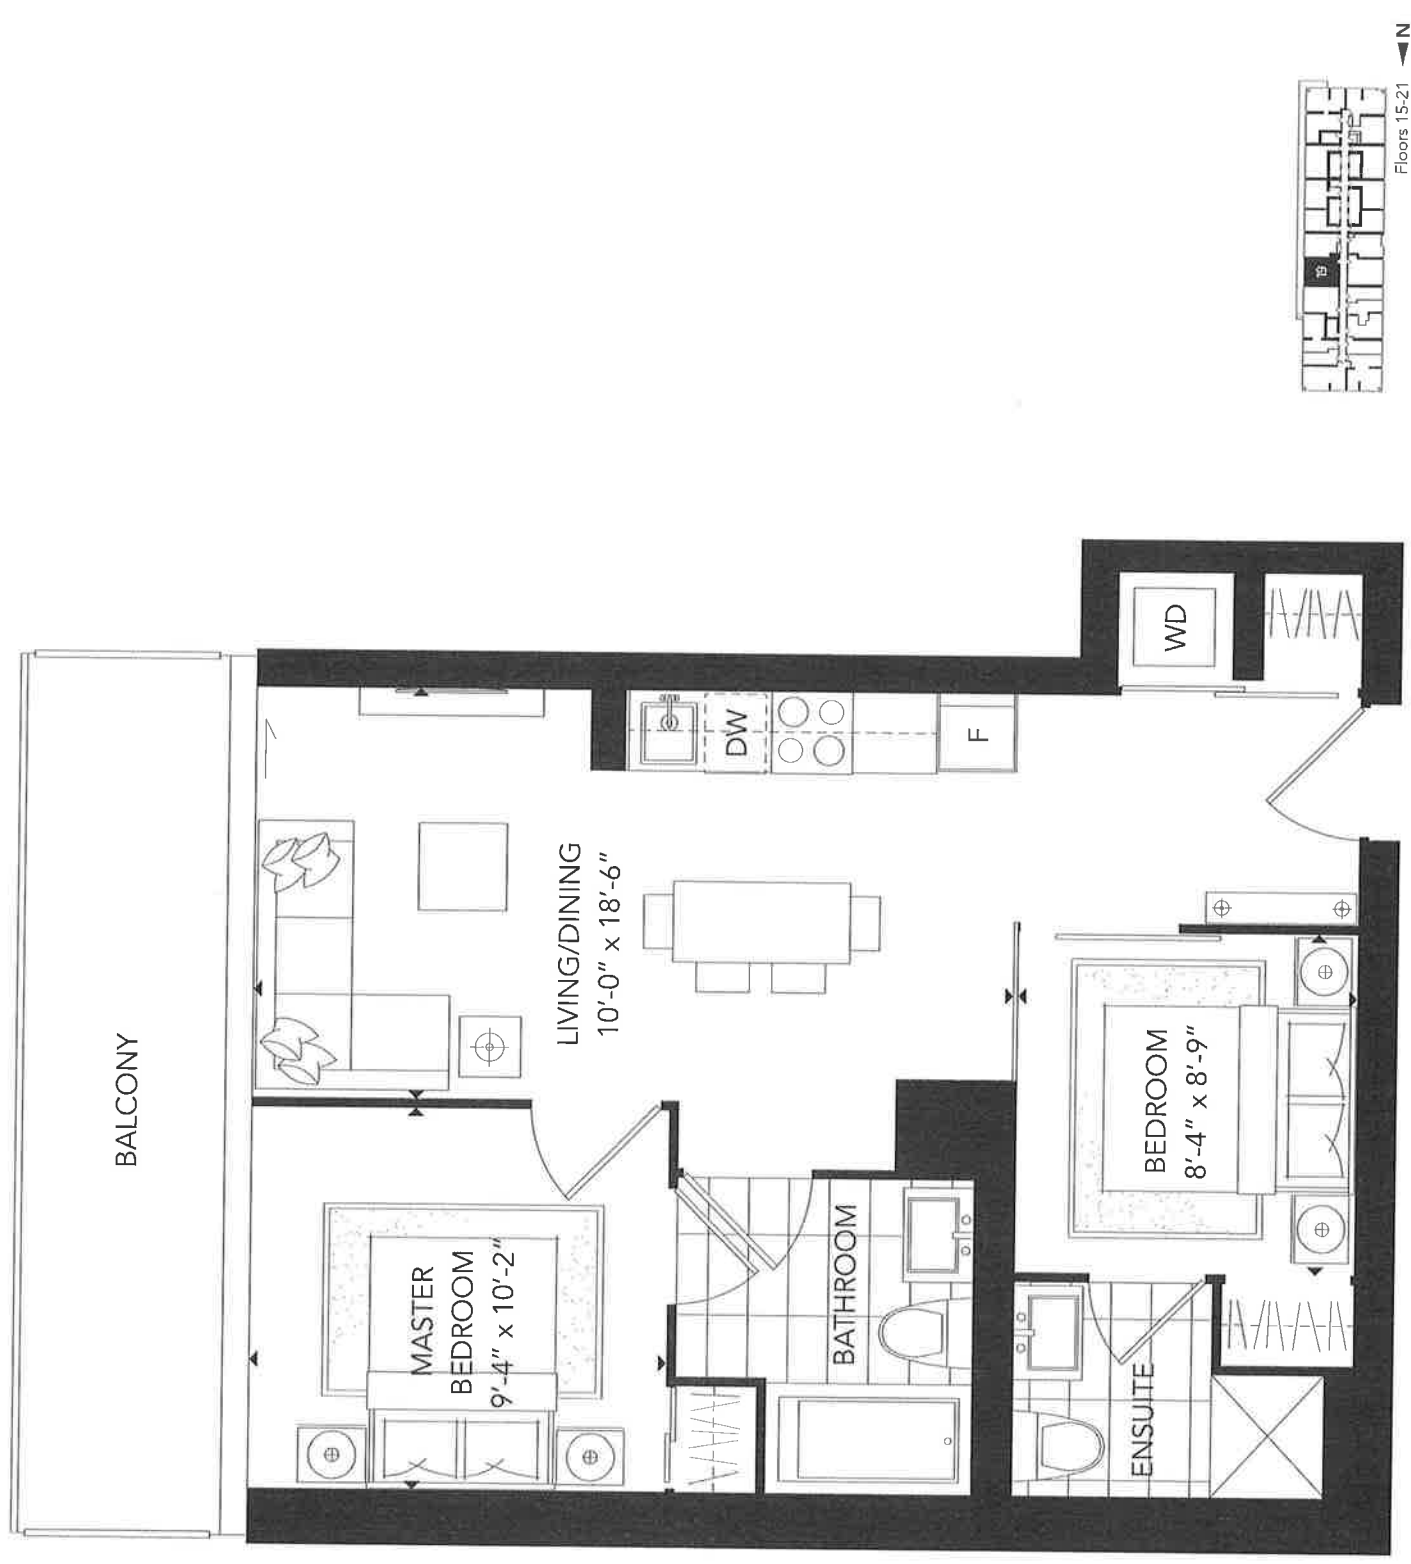 BALCONY
LIVING/DINING
10'-0" x 18'-6"
MASTER
BEDROOM
9'-4" x 10'-2"
BATHROOM
BEDROOM
8'-4" x 8'-9"
ENSUITE
DW
F
WD
19
Floors 15-21
N